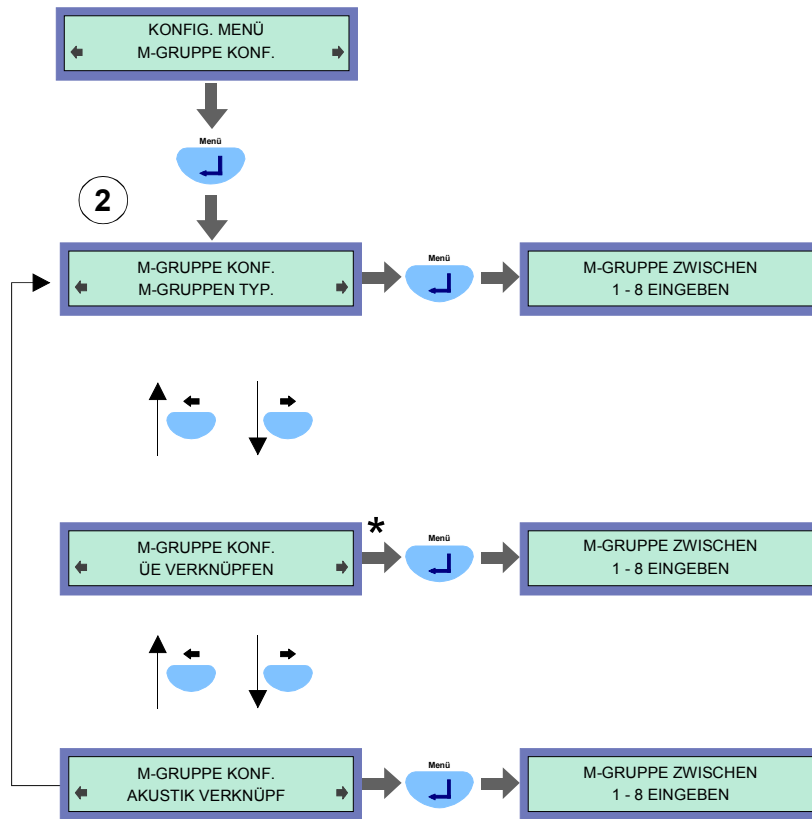 KONFIG. MENÜ
M-GRUPPE KONF.
Menü
2
M-GRUPPE KONF.
M-GRUPPEN TYP.
Menü
M-GRUPPE ZWISCHEN
1 - 8 EINGEBEN
M-GRUPPE KONF.
ÜE VERKNÜPFEN
*
Menü
M-GRUPPE ZWISCHEN
1 - 8 EINGEBEN
M-GRUPPE KONF.
AKUSTIK VERKNÜPF
Menü
M-GRUPPE ZWISCHEN
1 - 8 EINGEBEN